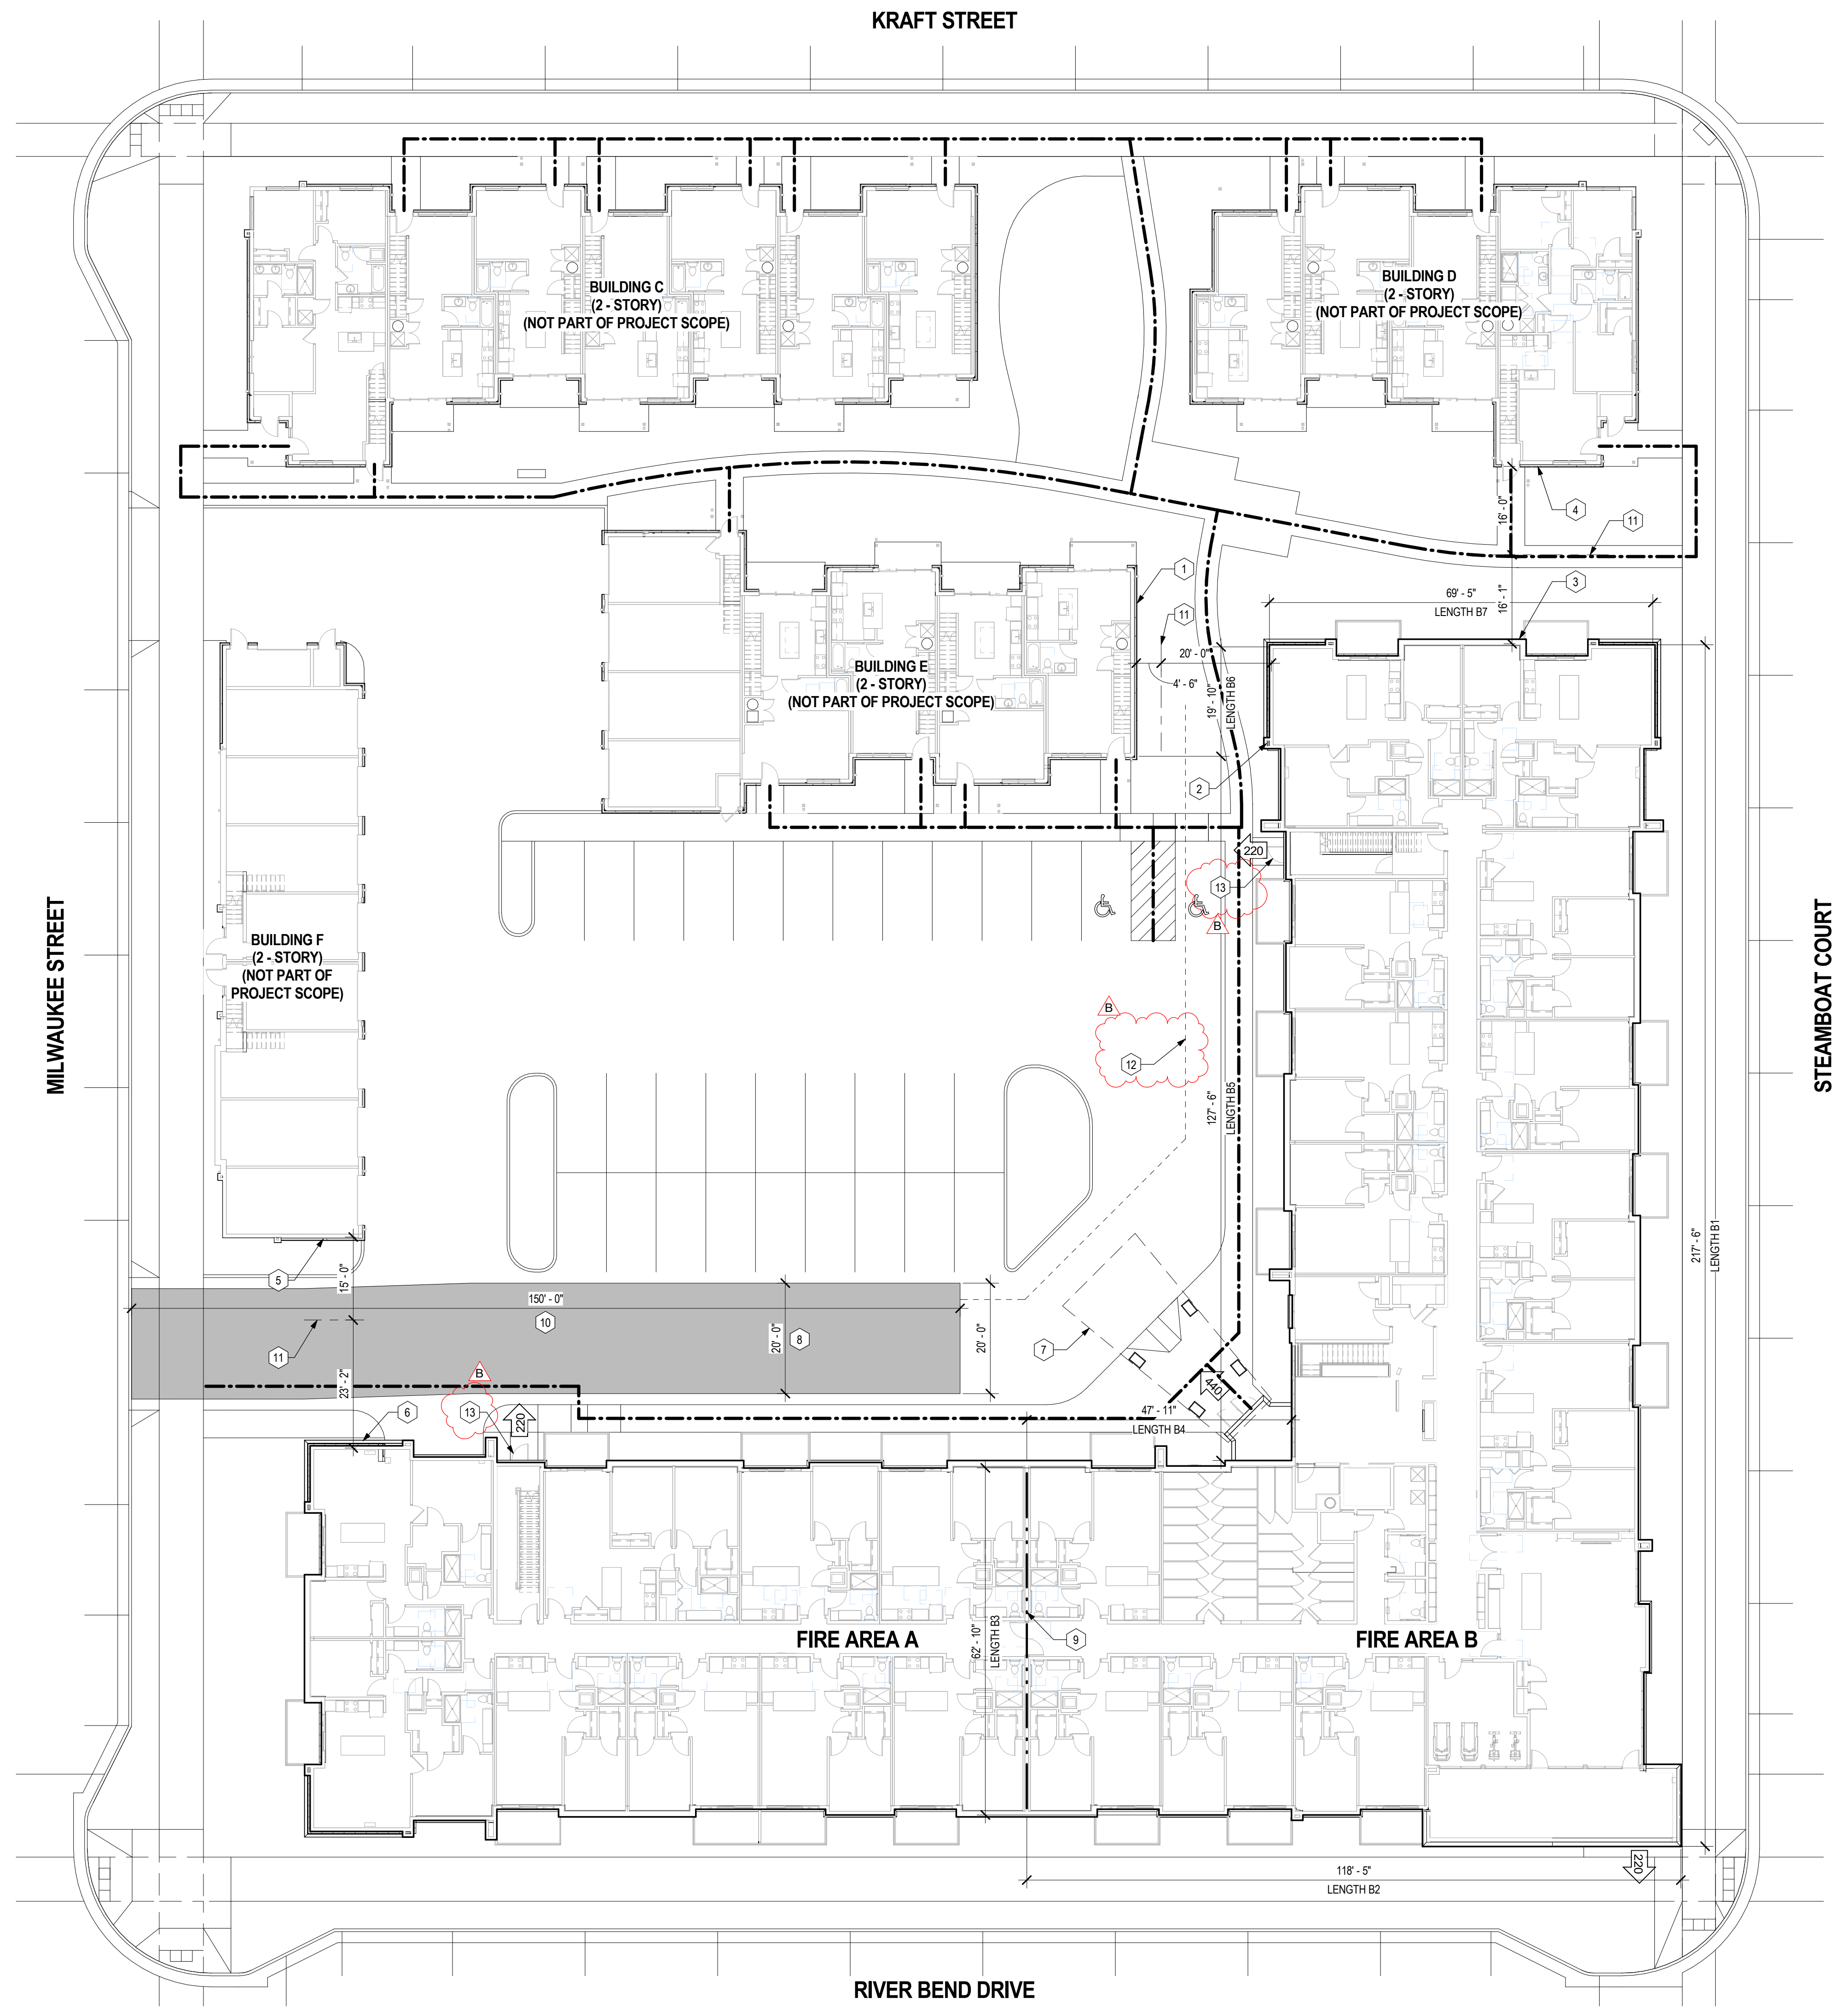 KRAFT STREET
BUILDING C
(2 - STORY)
(NOT PART OF PROJECT SCOPE)
BUILDING D
(2 - STORY)
(NOT PART OF PROJECT SCOPE)
16' - 0"
4
11
1
11
3
69' - 5"
LENGTH B7
16' - 1"
BUILDING E
(2 - STORY)
(NOT PART OF PROJECT SCOPE)
20' - 0"
4' - 6"
19' - 10"
LENGTH B6
2
220
13
B
BUILDING F
(2 - STORY)
(NOT PART OF
PROJECT SCOPE)
MILWAUKEE STREET
STEAMBOAT COURT
B
12
127' - 6"
LENGTH B5
217' - 6"
LENGTH B1
5
15' - 0"
150' - 0"
10
20' - 0"
8
20' - 0"
7
11
23' - 2"
B
440
6
13
220
47' - 11"
LENGTH B4
FIRE AREA A
62' - 10"
LENGTH B3
9
FIRE AREA B
118' - 5"
LENGTH B2
220
RIVER BEND DRIVE